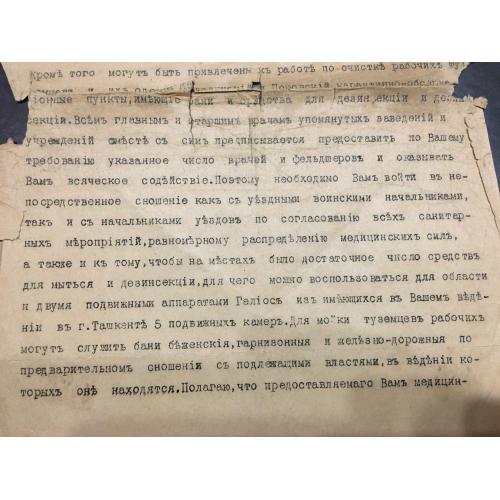 Кромѣ того могутъ быть привлечены къ работѣ по очисткѣ рабочихъ
ціонные пункты,имѣющіе бани и средства для дезинсекціи и
секціи.Всѣмъ главнымъ и старшимъ врачамъ упомянутыхъ заведеній и
учрежденій вмѣстѣ съ симъ предписывается предоставить по Вашему
требованію указанное число врачей и фельдшеровъ и оказывать
Вамъ всяческое содѣйствіе.Поэтому необходимо Вамъ войти въ не-
посредственное сношеніе какъ съ уѣздными воинскими начальниками,
такъ и съ начальниками уѣздовъ по согласованію всѣхъ санитар-
ныхъ мѣропріятій,равномѣрному распредѣленію медицинскихъ силъ,
а также и къ тому,чтобы на мѣстахъ было достаточное число средствъ
для мытья и дезинсекціи,для чего можно воспользоваться для области
и двумя подвижными аппаратами Геліосъ изъ имѣющихся въ Вашемъ вѣдѣ-
ніи въ г.Ташкентѣ 5 подвижныхъ камеръ.Для мойки туземцевъ рабочихъ
могутъ служить бани бѣженскія,гарнизонныя и желѣзно-дорожныя по
предварительномъ сношеніи съ подлежащими властями,въ вѣдѣніи ко-
торыхъ онѣ находятся.Полагаю,что предоставляемаго Вамъ медицин-